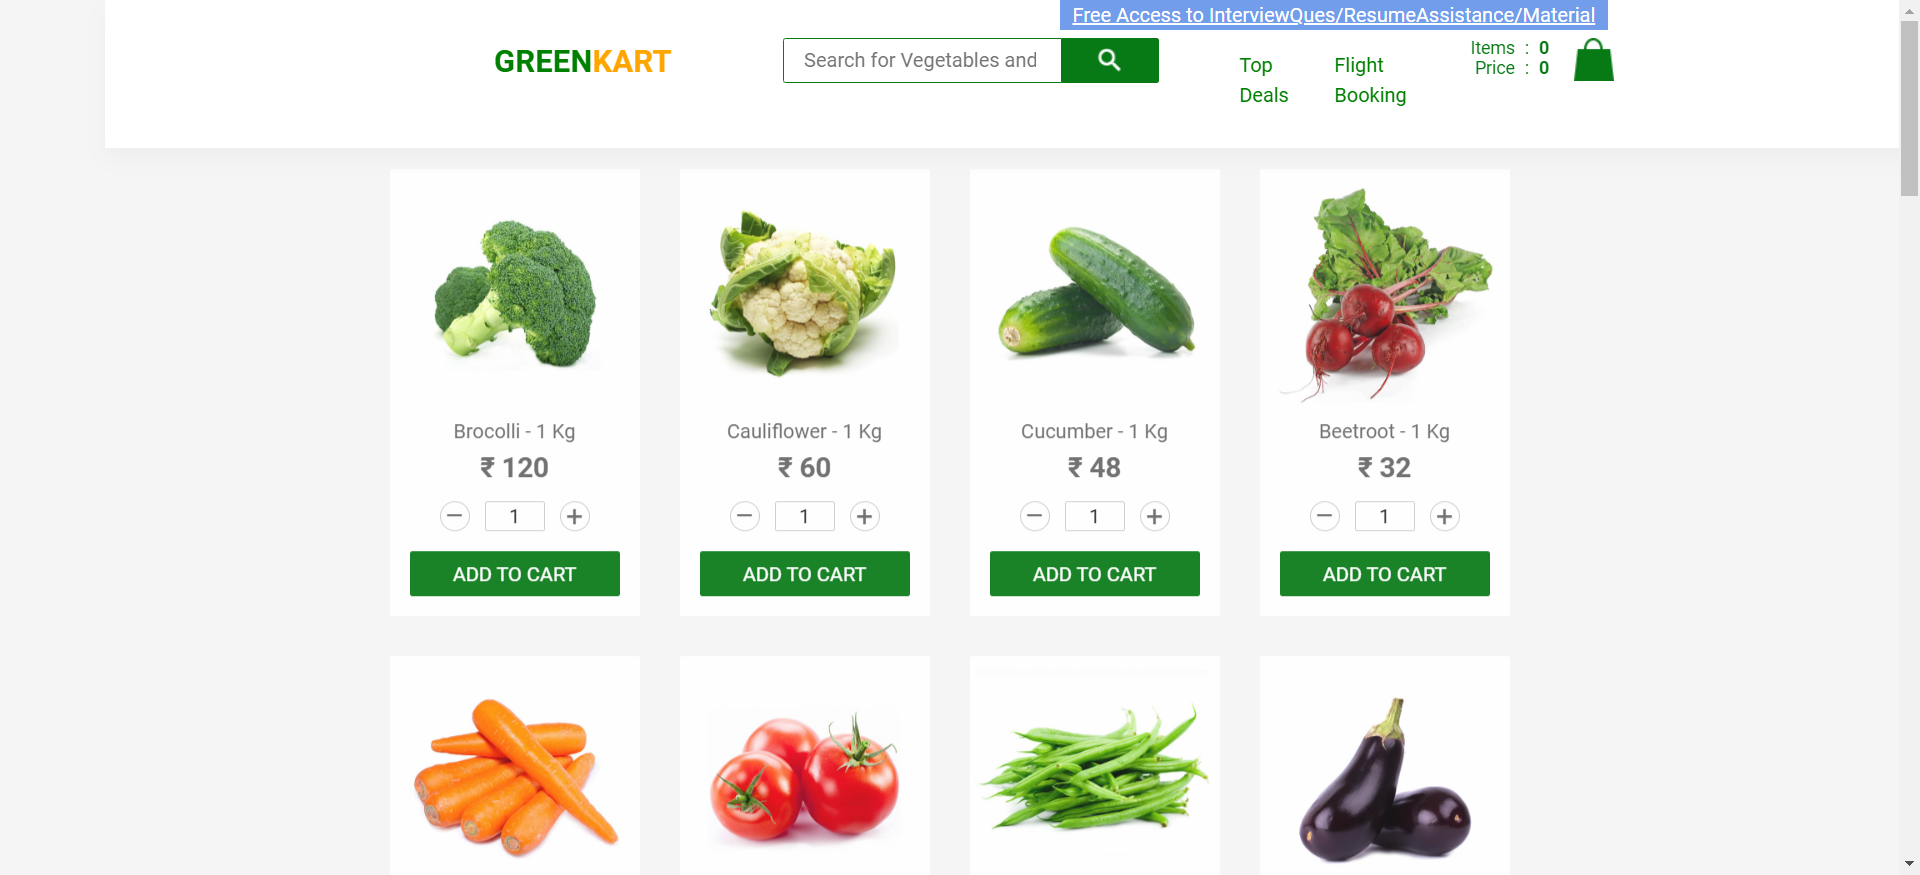 Free Access to InterviewQues/ResumeAssistance/Material
GREENKART
Search for Vegetables and
Top
Deals
Flight
Booking
Items : 0
Price : 0
Brocolli - 1 Kg
₹ 120
1
ADD TO CART
Cauliflower - 1 Kg
₹ 60
1
ADD TO CART
Cucumber - 1 Kg
₹ 48
1
ADD TO CART
Beetroot - 1 Kg
₹ 32
1
ADD TO CART